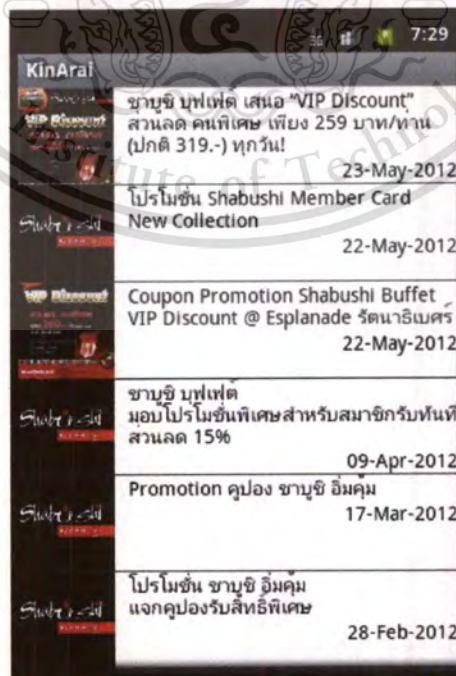 7:29
KinArai
ชาบูชิ บุฟเฟ่ต์ เสนอ "VIP Discount"
ส่วนลด คนพิเศษ เพียง 259 บาท/ท่าน
(ปกติ 319.-) ทุกวัน!
23-May-2012
โปรโมชั่น Shabushi Member Card
New Collection
22-May-2012
VIP Discount
Coupon Promotion Shabushi Buffet
VIP Discount @ Esplanade รัตนาธิเบศร์
22-May-2012
ชาบูชิ บุฟเฟ่ต์
มอบโปรโมชั่นพิเศษสำหรับสมาชิกรับทันที
ส่วนลด 15%
09-Apr-2012
Promotion คูปอง ชาบูชิ อิ่มคุ้ม
17-Mar-2012
โปรโมชั่น ชาบูชิ อิ่มคุ้ม
แจกคูปองรับสิทธิ์พิเศษ
28-Feb-2012